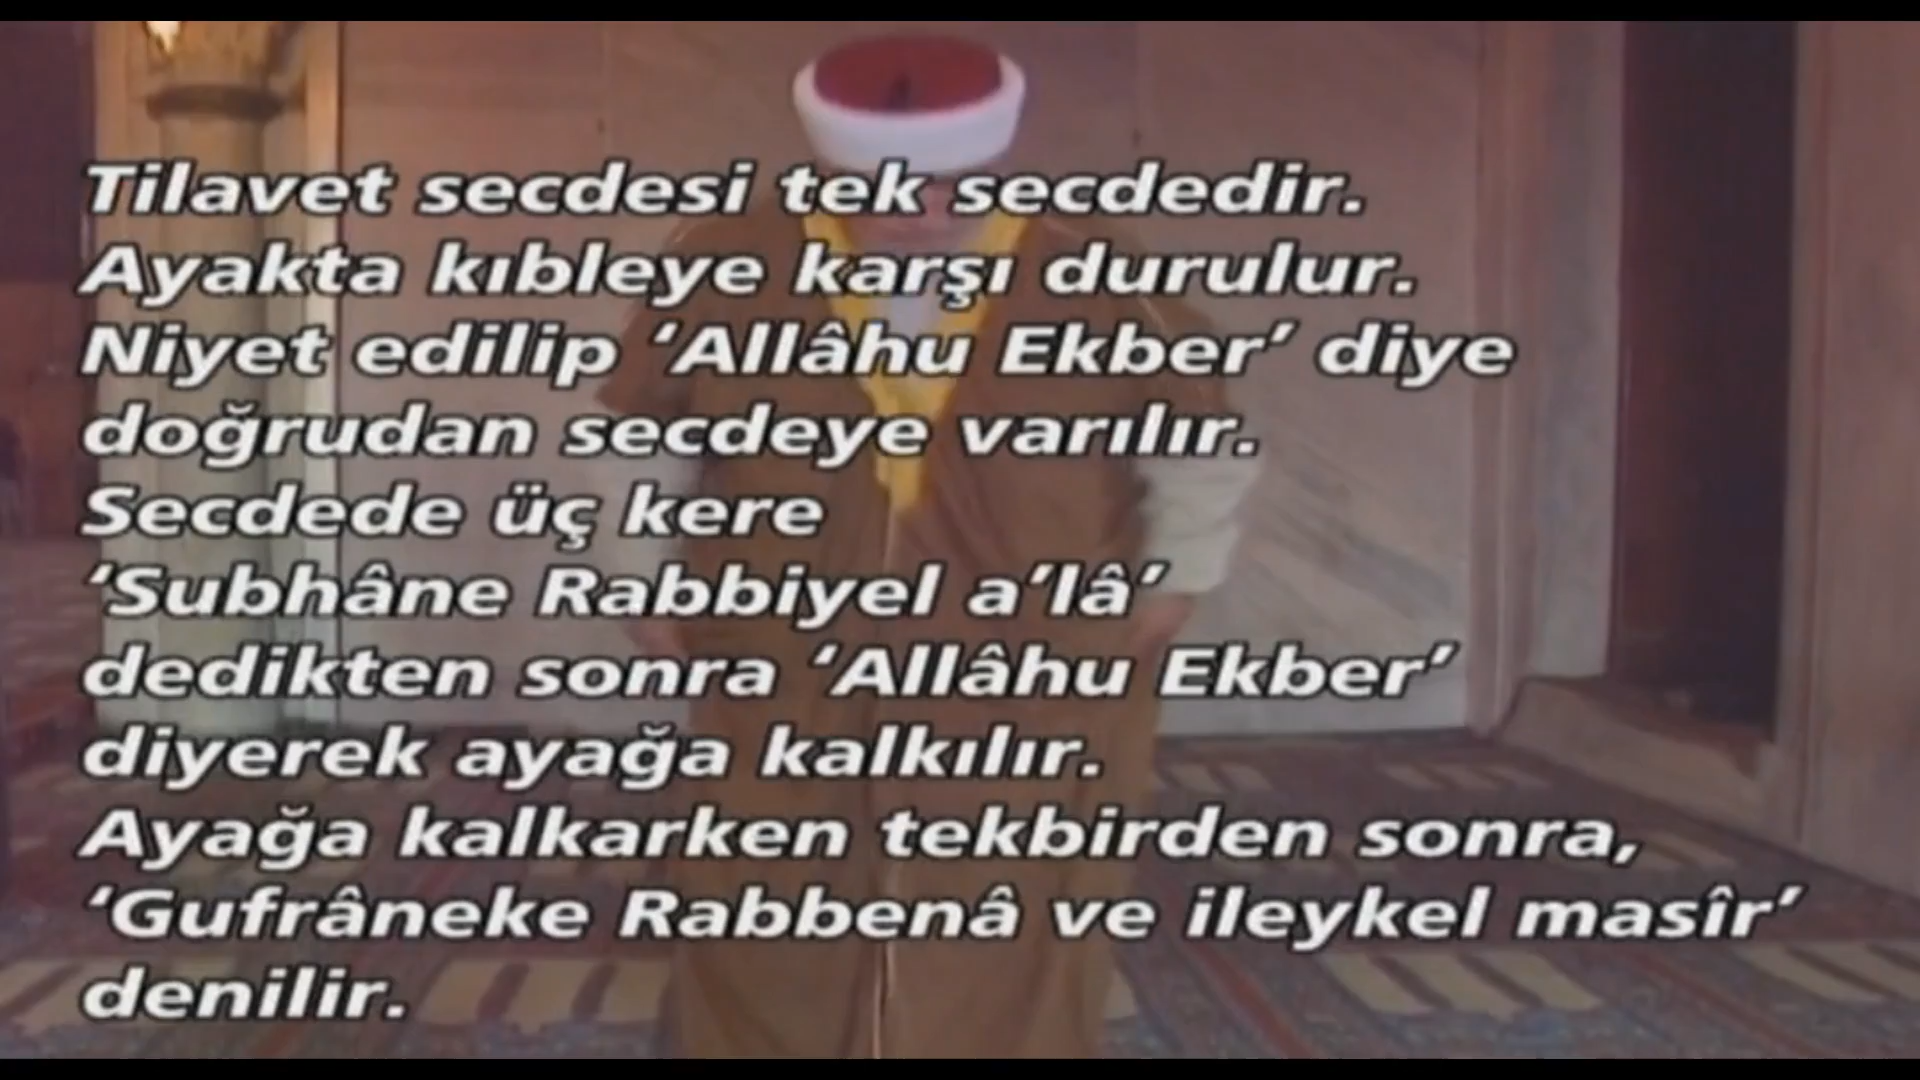 Tilavet secdesi tek secdedir.
Ayakta kıbleye karşı durulur.
Niyet edilip ‘Allâhu Ekber’ diye
doğrudan secdeye varılır.
Secdede üç kere
‘Subhâne Rabbiyel a’lâ’
dedikten sonra ‘Allâhu Ekber’
diyerek ayağa kalkılır.
Ayağa kalkarken tekbirden sonra,
‘Gufrâneke Rabbenâ ve ileykel masîr’
denilir.